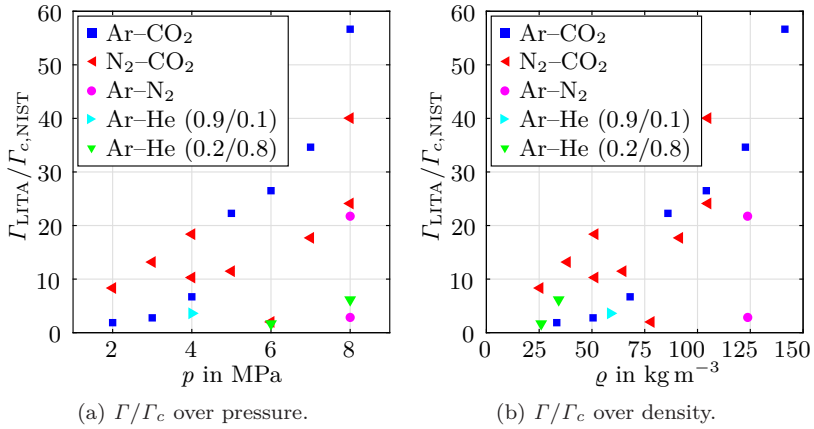 60
50
40
30
20
10
0
Γ_LITA/Γ_c,NIST
Ar–CO₂
N₂–CO₂
Ar–N₂
Ar–He (0.9/0.1)
Ar–He (0.2/0.8)
2 4 6 8
p in MPa
(a) Γ/Γ_c over pressure.
60
50
40
30
20
10
0
Γ_LITA/Γ_c,NIST
Ar–CO₂
N₂–CO₂
Ar–N₂
Ar–He (0.9/0.1)
Ar–He (0.2/0.8)
0 25 50 75 100 125 150
ϱ in kg m⁻³
(b) Γ/Γ_c over density.